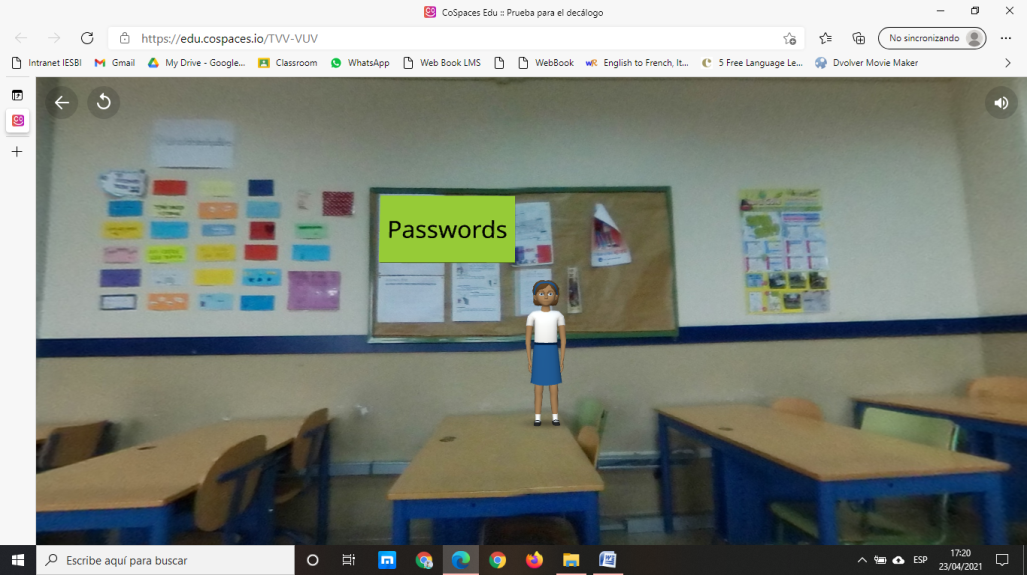 CoSpaces Edu :: Prueba para el decálogo
https://edu.cospaces.io/TVV-VUV
No sincronizando
Intranet IESBI
Gmail
My Drive - Google...
Classroom
WhatsApp
Web Book LMS
WebBook
English to French, It...
5 Free Language Le...
Dvolver Movie Maker
Passwords
Escribe aquí para buscar
ESP
17:20
23/04/2021